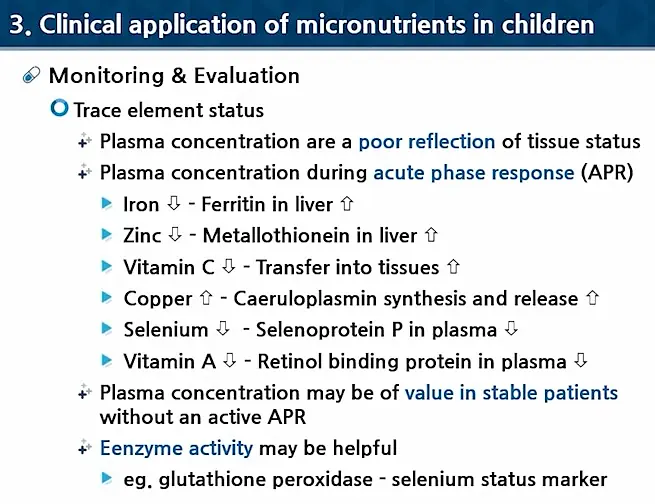 3. Clinical application of micronutrients in children
Monitoring & Evaluation
Trace element status
Plasma concentration are a poor reflection of tissue status
Plasma concentration during acute phase response (APR)
Iron ⇩ - Ferritin in liver ⇧
Zinc ⇩ - Metallothionein in liver ⇧
Vitamin C ⇩ - Transfer into tissues ⇧
Copper ⇧ - Caeruloplasmin synthesis and release ⇧
Selenium ⇩ - Selenoprotein P in plasma ⇩
Vitamin A ⇩ - Retinol binding protein in plasma ⇩
Plasma concentration may be of value in stable patients
without an active APR
Eenzyme activity may be helpful
eg. glutathione peroxidase - selenium status marker